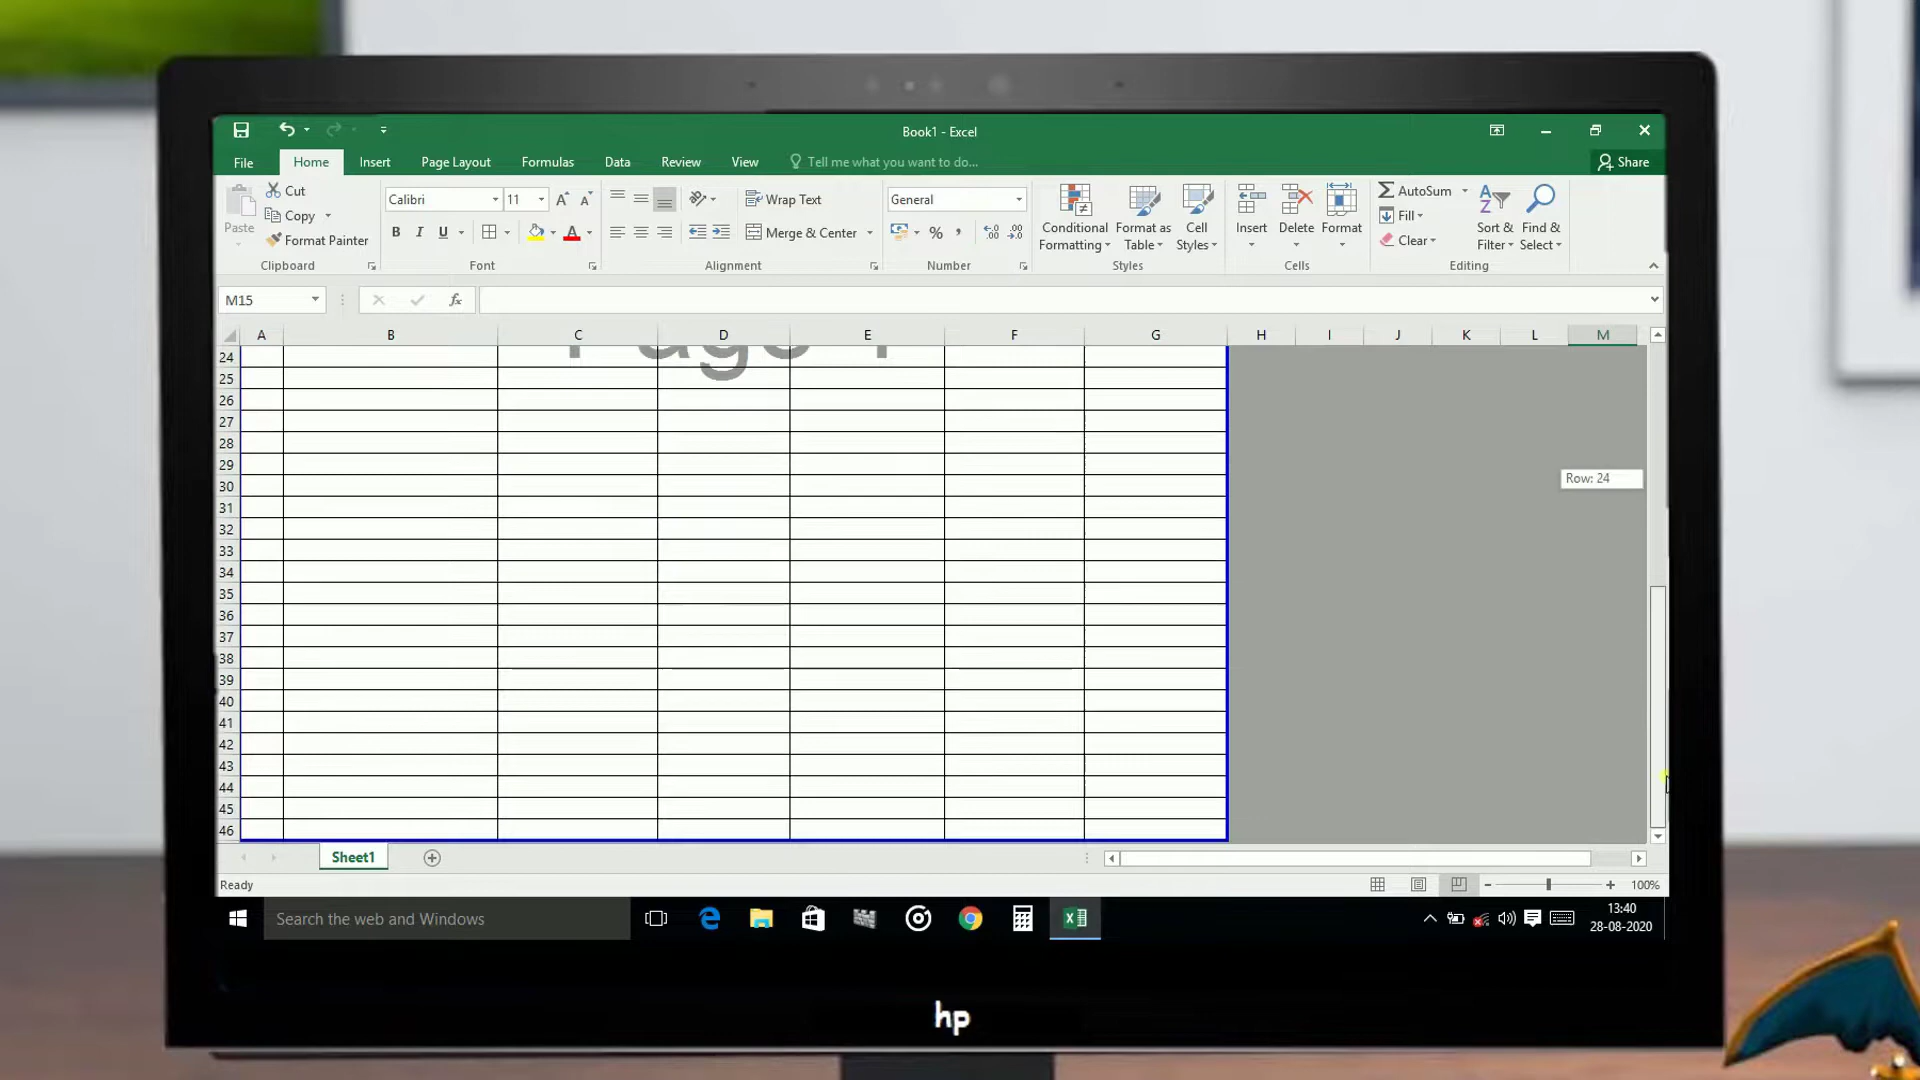 Book1 - Excel
File Home Insert Page Layout Formulas Data Review View Tell me what you want to do... Share
Paste
Cut
Copy
Format Painter
Clipboard
Calibri 11
B I U A
Font
Wrap Text
Merge & Center
Alignment
General
%
Number
Conditional Formatting
Format as Table
Cell Styles
Styles
Insert Delete Format
Cells
AutoSum
Fill
Clear
Sort & Filter
Find & Select
Editing
M15 fx
A B C D E F G H I J K L M
Page 1
24
25
26
27
28
29
30
31
32
33
34
35
36
37
38
39
40
41
42
43
44
45
46
Row: 24
Sheet1
Ready 100%
Search the web and Windows
13:40
28-08-2020
hp